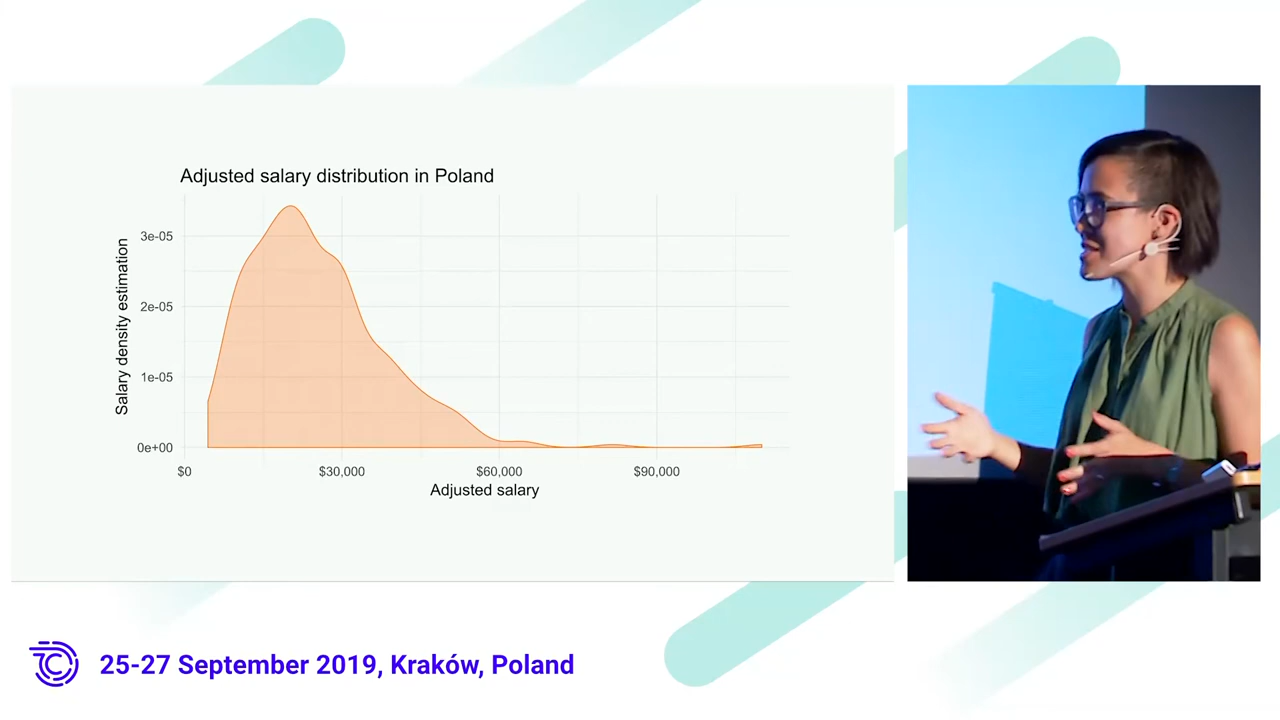 Adjusted salary distribution in Poland
Salary density estimation
3e-05
2e-05
1e-05
0e+00
$0
$30,000
$60,000
$90,000
Adjusted salary
25-27 September 2019, Kraków, Poland